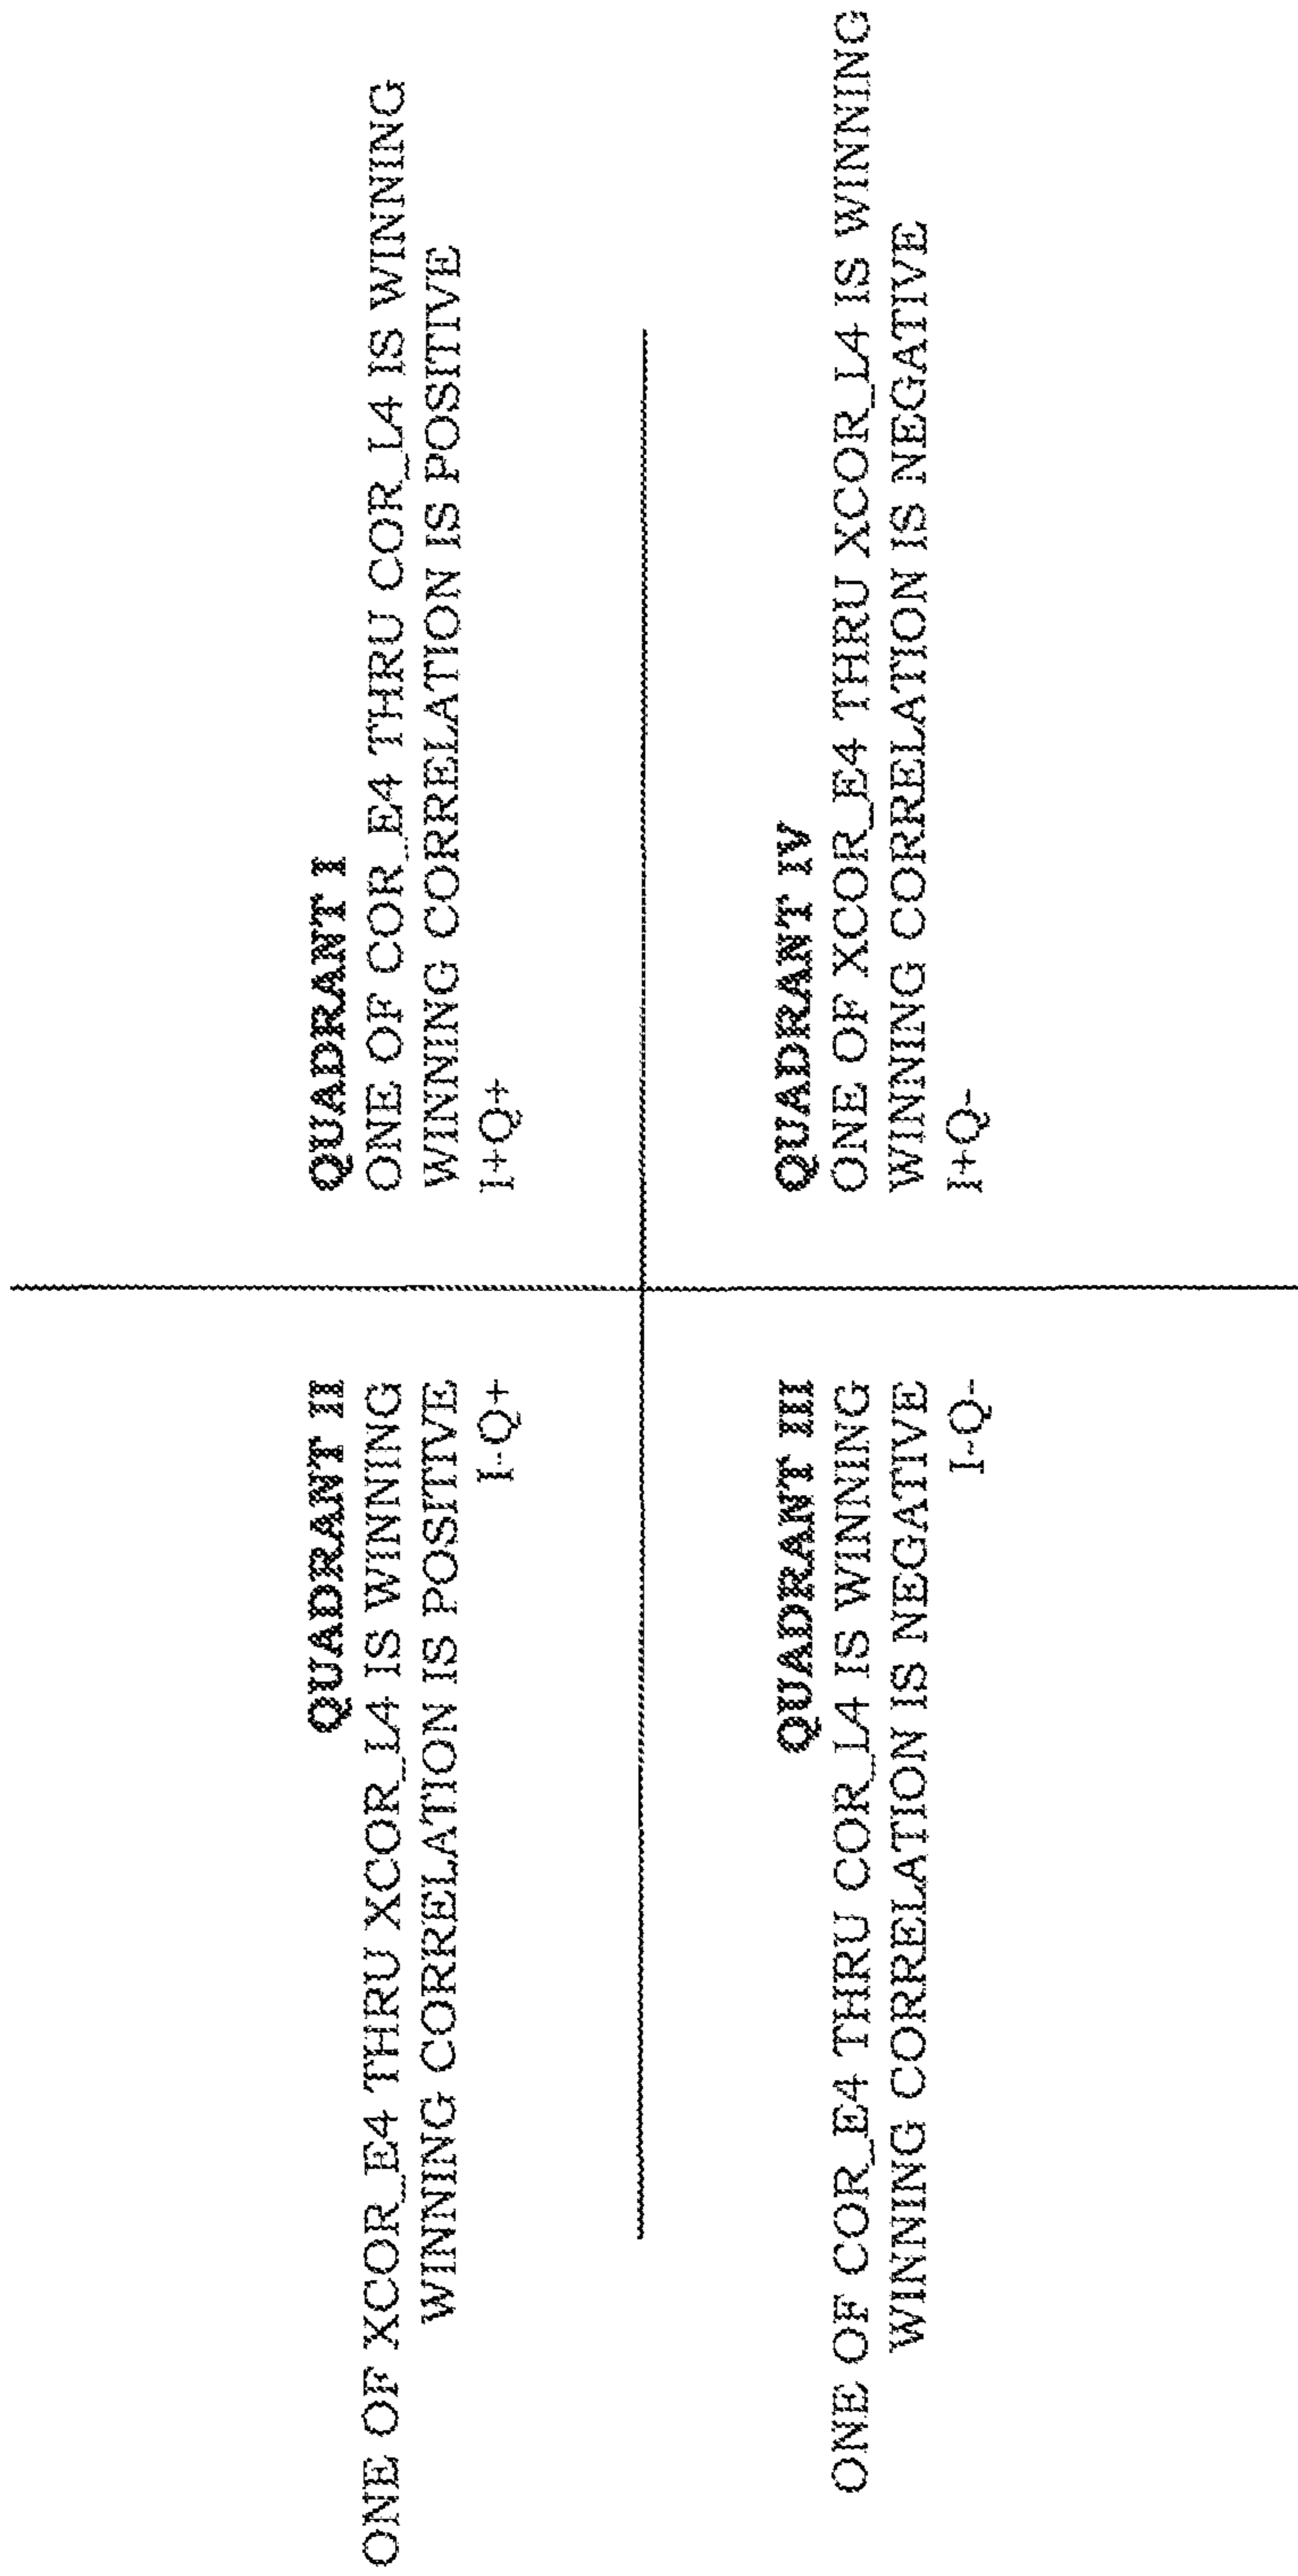 QUADRANT II
ONE OF XCOR_E4 THRU XCOR_L4 IS WINNING
WINNING CORRELATION IS POSITIVE
I-Q+
QUADRANT I
ONE OF COR_E4 THRU COR_L4 IS WINNING
WINNING CORRELATION IS POSITIVE
I+Q+
QUADRANT III
ONE OF COR_E4 THRU COR_L4 IS WINNING
WINNING CORRELATION IS NEGATIVE
I-Q-
QUADRANT IV
ONE OF XCOR_E4 THRU XCOR_L4 IS WINNING
WINNING CORRELATION IS NEGATIVE
I+Q-